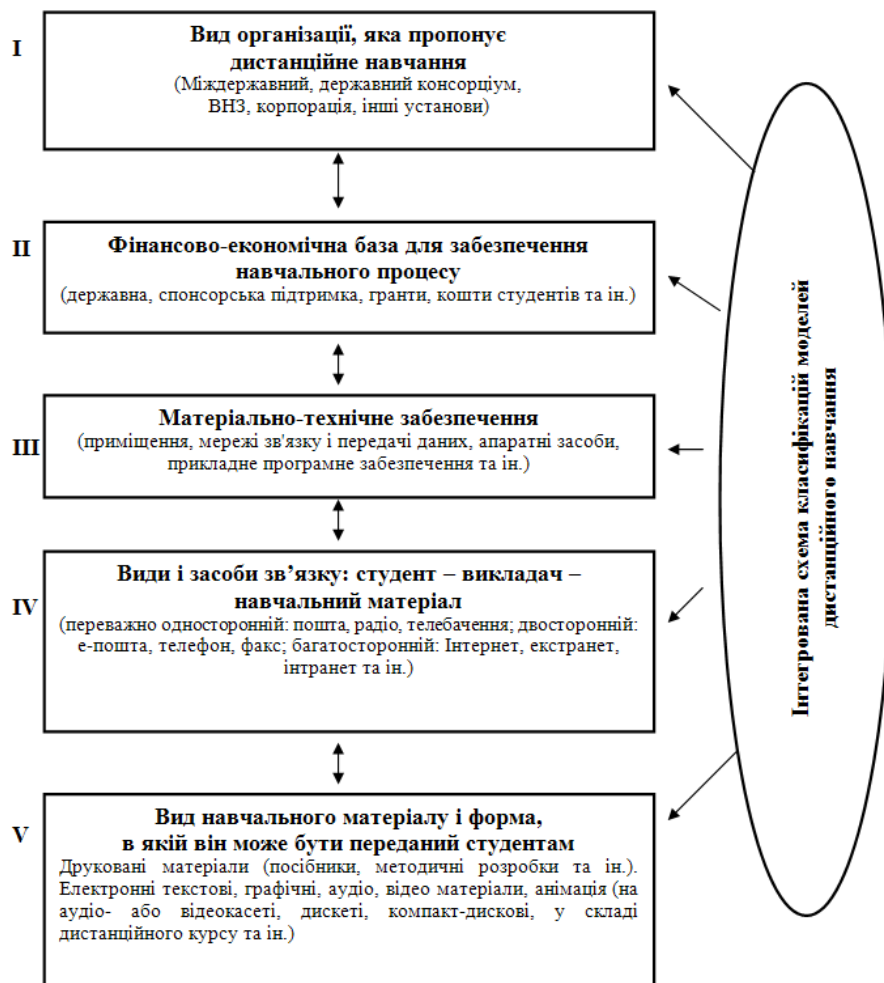 I
Вид організації, яка пропонує
дистанційне навчання
(Міждержавний, державний консорціум,
ВНЗ, корпорація, інші установи)
II
Фінансово-економічна база для забезпечення
навчального процесу
(державна, спонсорська підтримка, гранти, кошти студентів та ін.)
III
Матеріально-технічне забезпечення
(приміщення, мережі зв'язку і передачі даних, апаратні засоби,
прикладне програмне забезпечення та ін.)
IV
Види і засоби зв’язку: студент – викладач –
навчальний матеріал
(переважно односторонній: пошта, радіо, телебачення; двосторонній:
е-пошта, телефон, факс; багатосторонній: Інтернет, екстранет,
інтранет та ін.)
V
Вид навчального матеріалу і форма,
в якій він може бути переданий студентам
Друковані матеріали (посібники, методичні розробки та ін.).
Електронні текстові, графічні, аудіо, відео матеріали, анімація (на
аудіо- або відеокасеті, дискеті, компакт-дискові, у складі
дистанційного курсу та ін.)
Інтегрована схема класифікацій моделей
дистанційного навчання